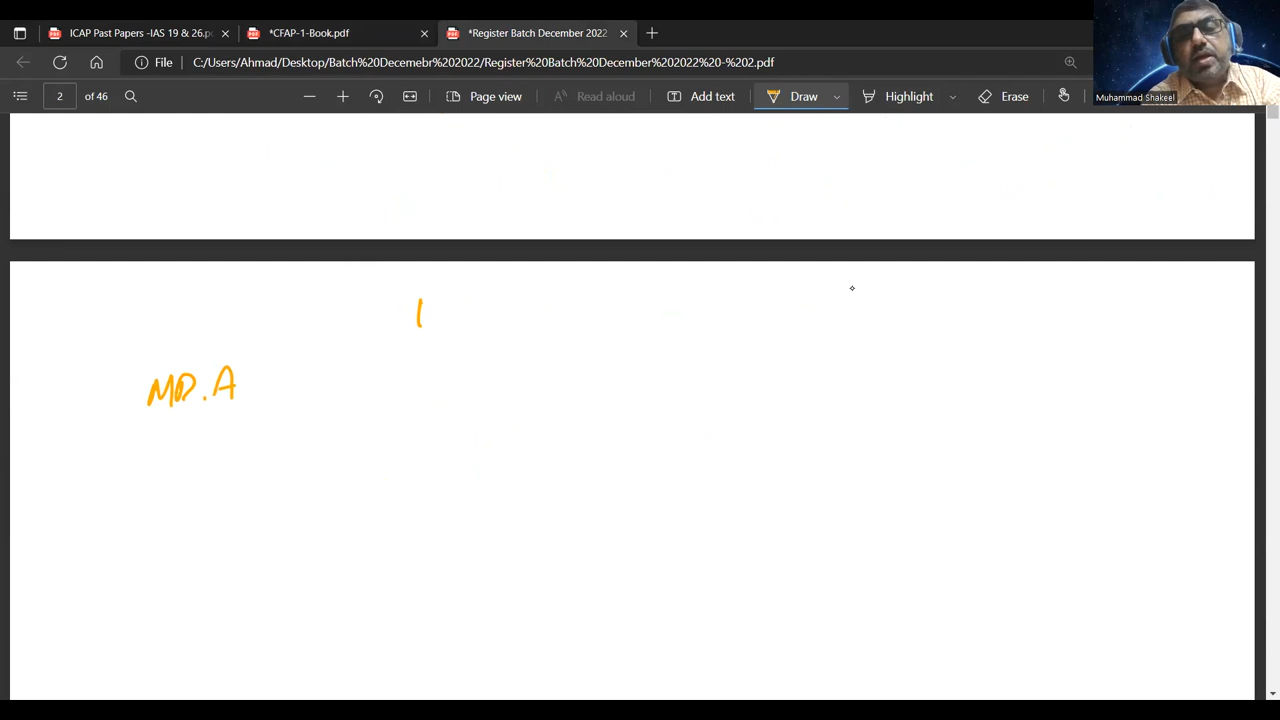 ICAP Past Papers -IAS 19 & 26.p
*CFAP-1-Book.pdf
*Register Batch December 2022
File
C:/Users/Ahmad/Desktop/Batch%20Decemebr%202022/Register%20Batch%20December%202022%20-%202.pdf
2 of 46
Page view
Read aloud
Add text
Draw
Highlight
Erase
Muhammad Shakeel
MD.A